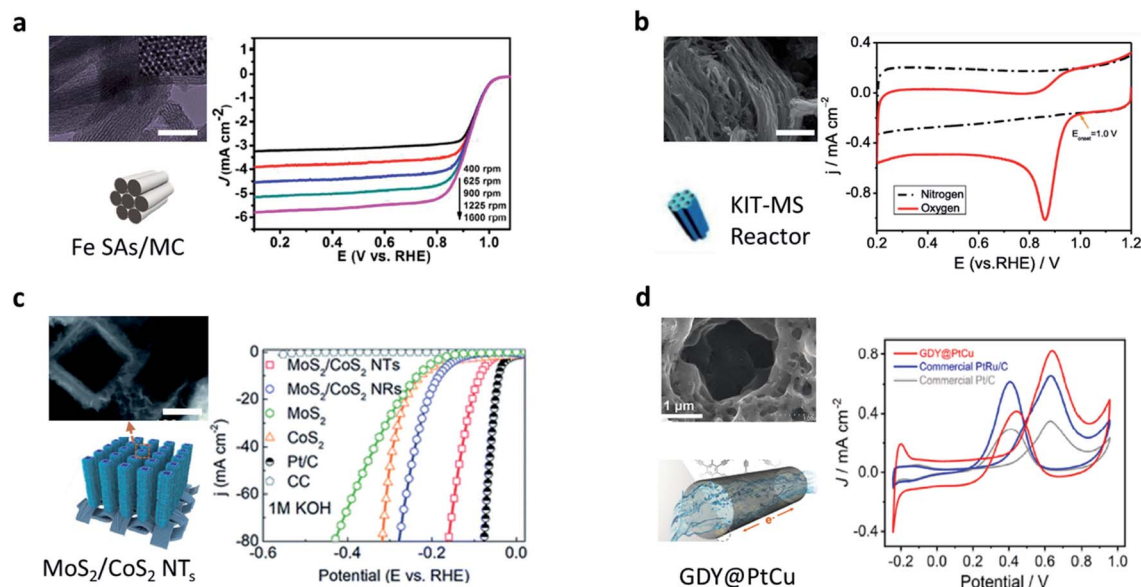 a
0
-1
-2
-3
-4
-5
-6
J (mA cm⁻²)
400 rpm
625 rpm
900 rpm
1225 rpm
1600 rpm
0.2 0.4 0.6 0.8 1.0
E (V vs. RHE)
Fe SAs/MC
b
0.4
0.0
-0.4
-0.8
j / mA cm⁻²
E_onset=1.0 V
Nitrogen
Oxygen
0.2 0.4 0.6 0.8 1.0 1.2
E (vs.RHE) / V
KIT-MS
Reactor
c
0
-20
-40
-60
-80
j (mA cm⁻²)
MoS₂/CoS₂ NTs
MoS₂/CoS₂ NRs
MoS₂
CoS₂
Pt/C
CC
1M KOH
-0.6 -0.4 -0.2 0.0
Potential (E vs. RHE)
MoS₂/CoS₂ NTₛ
d
1 μm
e-
0.8
0.4
0.0
-0.4
J / mA cm⁻²
GDY@PtCu
Commercial PtRu/C
Commercial Pt/C
-0.2 0.0 0.2 0.4 0.6 0.8 1.0
Potential / V
GDY@PtCu